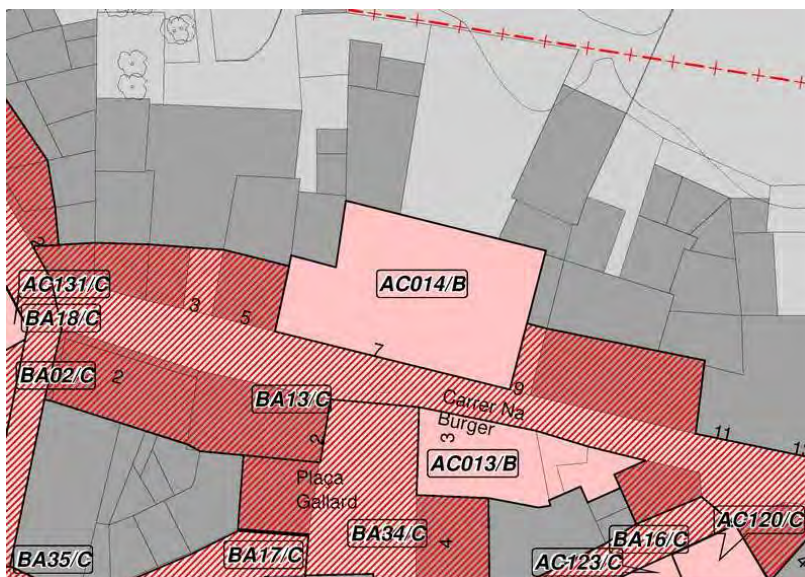 AC014/B
AC131/C
3
5
BA18/C
7
BA02/C
2
BA13/C
9
Carrer Na
Burger
11
2
3
AC013/B
Plaça
Gallard
AC120/C
BA34/C
4
BA16/C
BA35/C
BA17/C
AC123/C